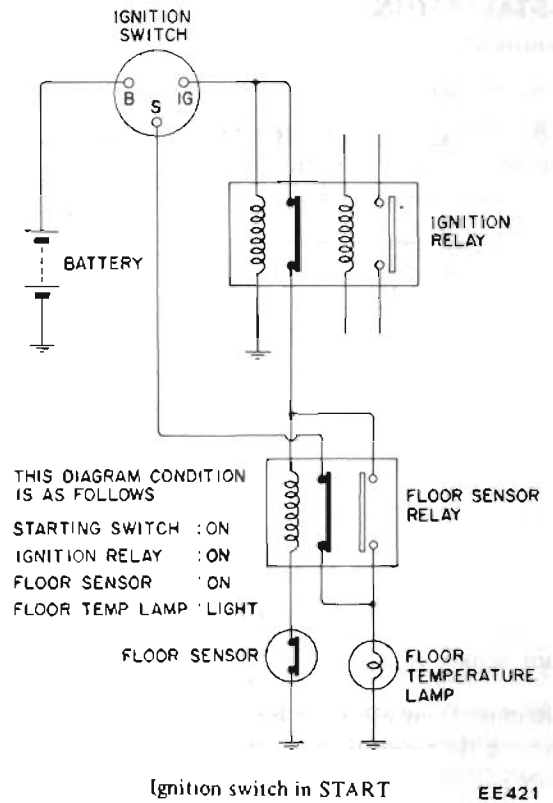 IGNITION
SWITCH
B
IG
S
BATTERY
IGNITION
RELAY
THIS DIAGRAM CONDITION
IS AS FOLLOWS
STARTING SWITCH : ON
IGNITION RELAY : ON
FLOOR SENSOR : ON
FLOOR TEMP LAMP : LIGHT
FLOOR SENSOR
RELAY
FLOOR SENSOR
FLOOR
TEMPERATURE
LAMP
Ignition switch in START
EE421